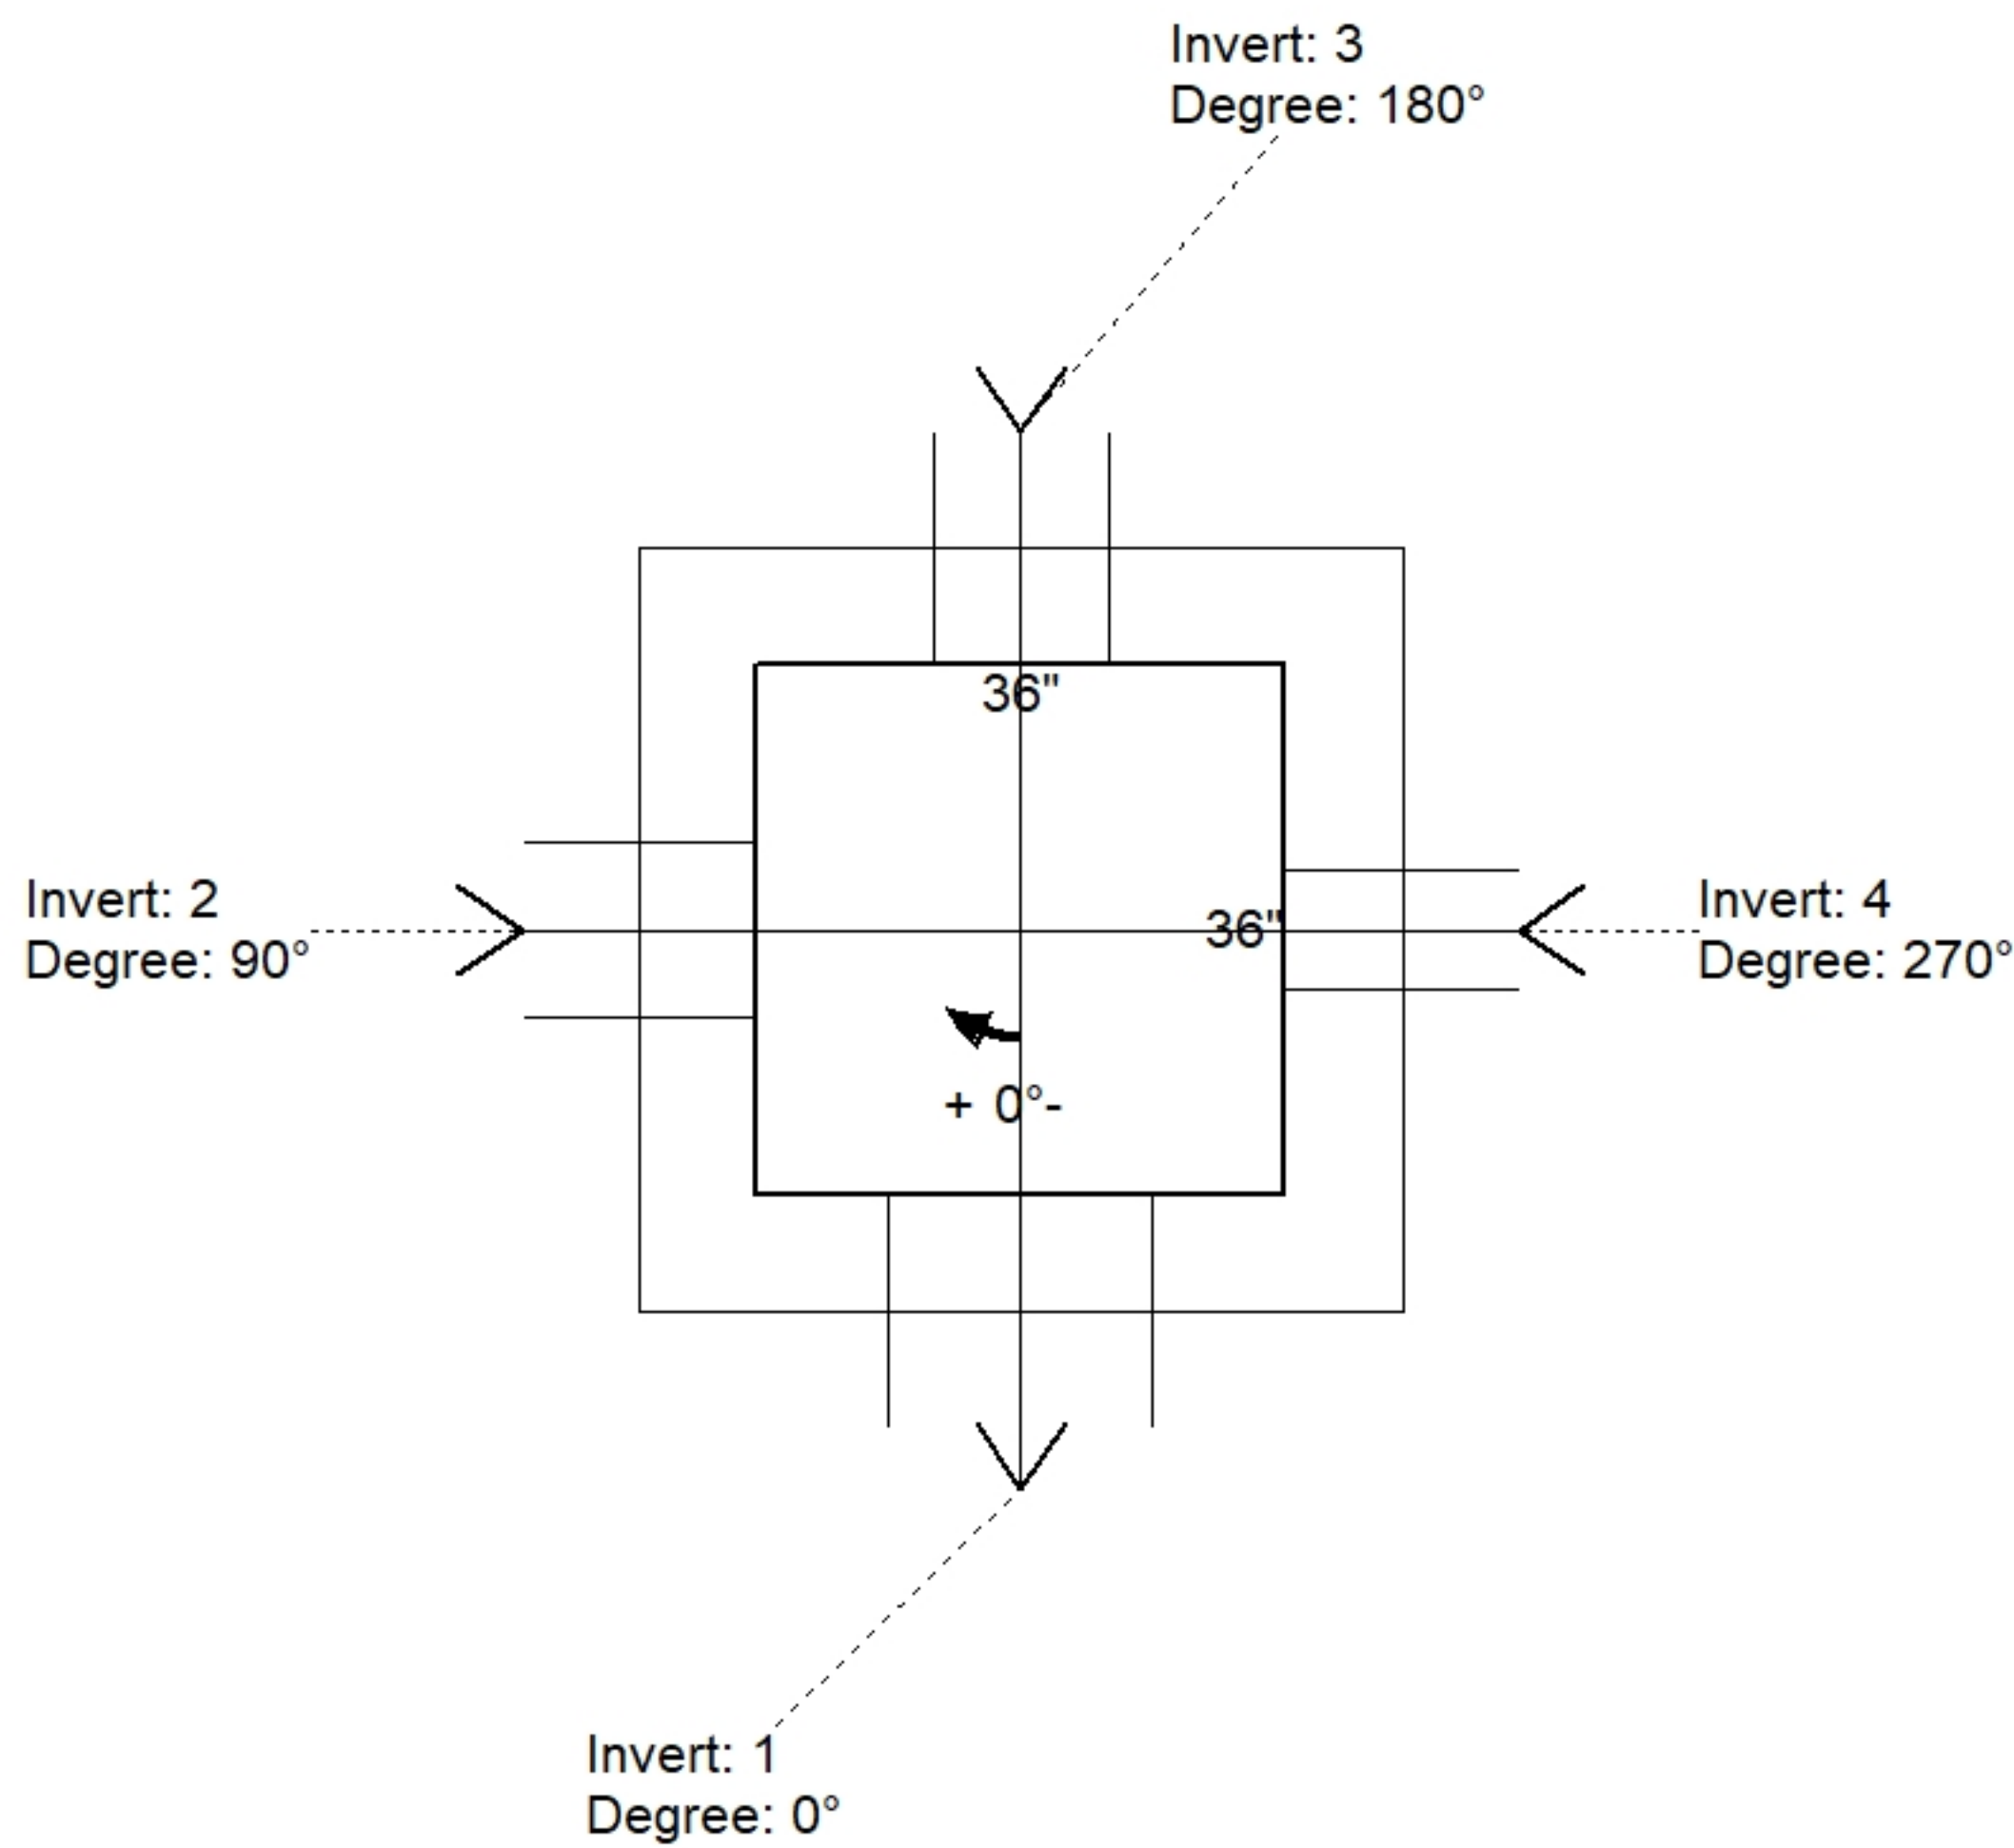 Invert: 3
Degree: 180°
36"
Invert: 2
Degree: 90°
36"
Invert: 4
Degree: 270°
+ 0°-
Invert: 1
Degree: 0°